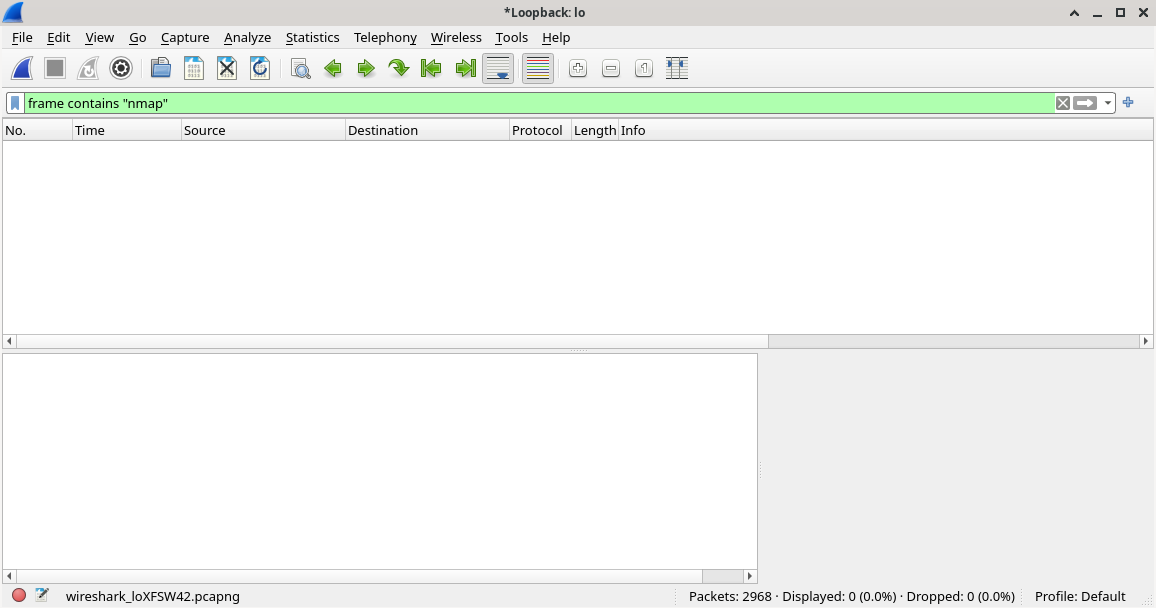 *Loopback: lo
File Edit View Go Capture Analyze Statistics Telephony Wireless Tools Help
frame contains "nmap"
No. Time Source Destination Protocol Length Info
wireshark_loXFSW42.pcapng Packets: 2968 · Displayed: 0 (0.0%) · Dropped: 0 (0.0%) Profile: Default